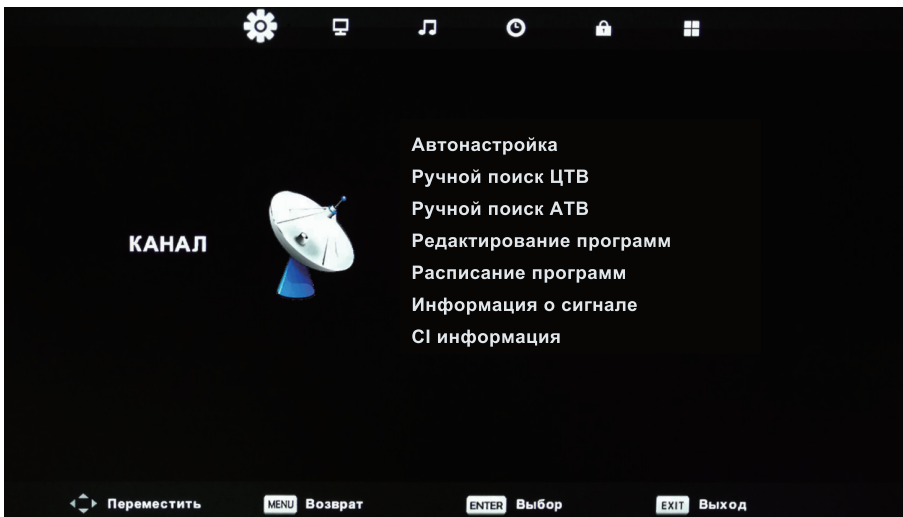 Автонастройка
Ручной поиск ЦТВ
Ручной поиск АТВ
КАНАЛ
Редактирование программ
Расписание программ
Информация о сигнале
CI информация
Переместить MENU Возврат ENTER Выбор EXIT Выход